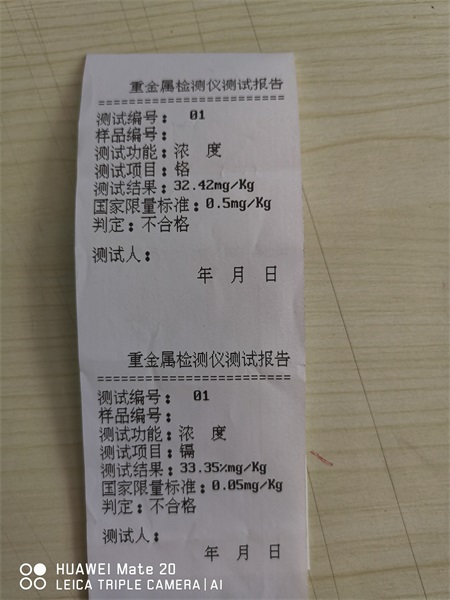 重金属检测仪测试报告
================================
测试编号： 01
样品编号：
测试功能：浓 度
测试项目：铬
测试结果：32.42mg/Kg
国家限量标准：0.5mg/Kg
判定：不合格
测试人：
年 月 日
重金属检测仪测试报告
================================
测试编号： 01
样品编号：
测试功能：浓 度
测试项目：镉
测试结果：33.35%mg/Kg
国家限量标准：0.05mg/Kg
判定：不合格
测试人：
年 月 日
HUAWEI Mate 20
LEICA TRIPLE CAMERA | AI